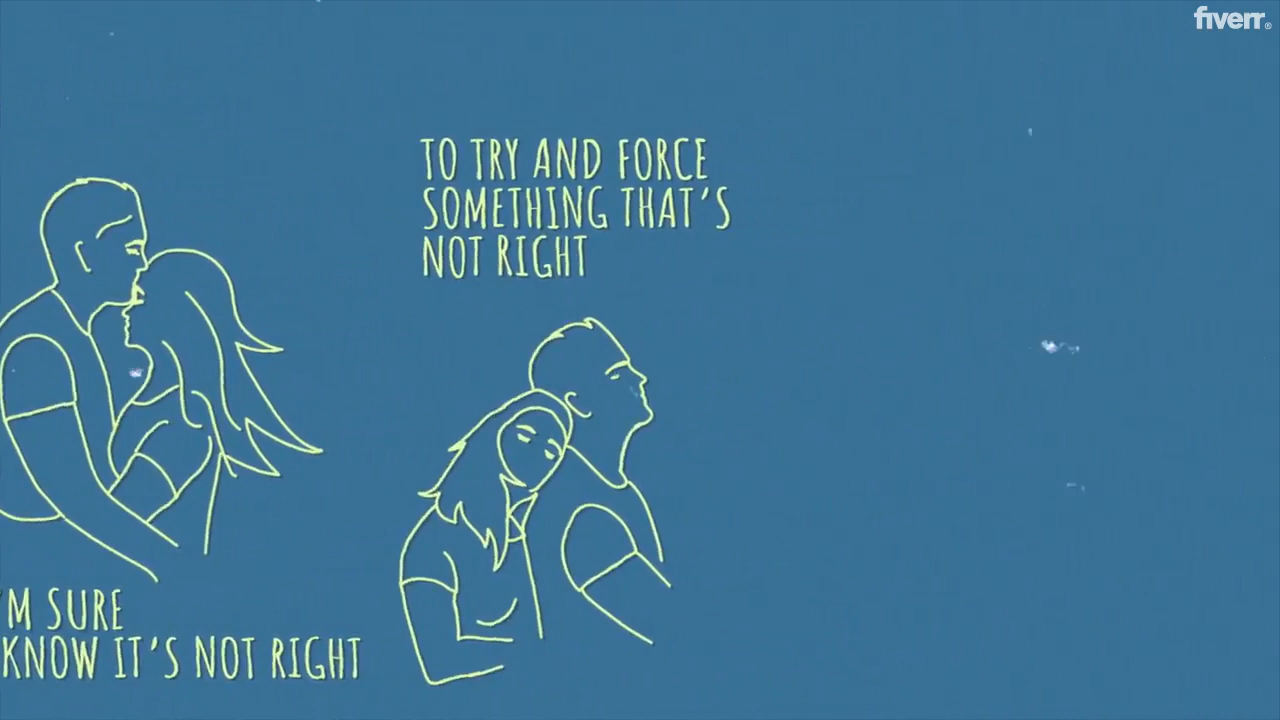 fiverr®
TO TRY AND FORCE
SOMETHING THAT'S
NOT RIGHT
'M SURE
KNOW IT'S NOT RIGHT